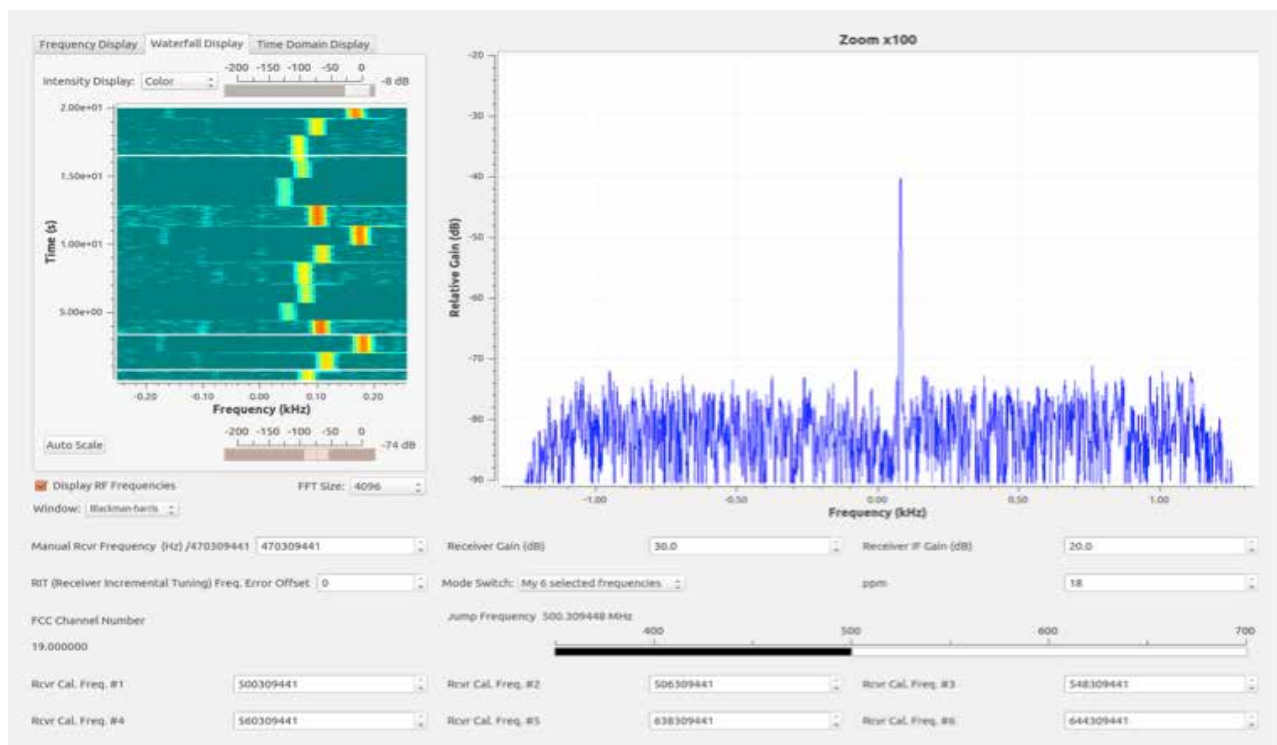 Zoom x100
Frequency Display Waterfall Display Time Domain Display
Intensity Display: Color -200 -150 -100 -50 0 -8 dB
2.00e+01
1.50e+01
1.00e+01
5.00e+00
Time (s)
-0.20 -0.10 0.00 0.10 0.20
Frequency (kHz)
Auto Scale -200 -150 -100 -50 0 -74 dB
Display RF Frequencies FFT Size: 4096
Window: Blackman-harris
-20
-30
-40
-50
-60
-70
-80
-90
Relative Gain (dB)
-1.00 -0.50 0.00 0.50 1.00
Frequency (kHz)
Manual Rcvr Frequency (Hz) /470309441 470309441 Receiver Gain (dB) 30.0 Receiver IF Gain (dB) 20.0
RIT (Receiver Incremental Tuning) Freq. Error Offset 0 Mode Switch: My 6 selected frequencies ppm 18
FCC Channel Number Jump Frequency 500.309448 MHz
400 500 600 700
19.000000
Rcvr Cal. Freq. #1 500309441 Rcvr Cal. Freq. #2 506309441 Rcvr Cal. Freq. #3 548309441
Rcvr Cal. Freq. #4 560309441 Rcvr Cal. Freq. #5 638309441 Rcvr Cal. Freq. #6 644309441